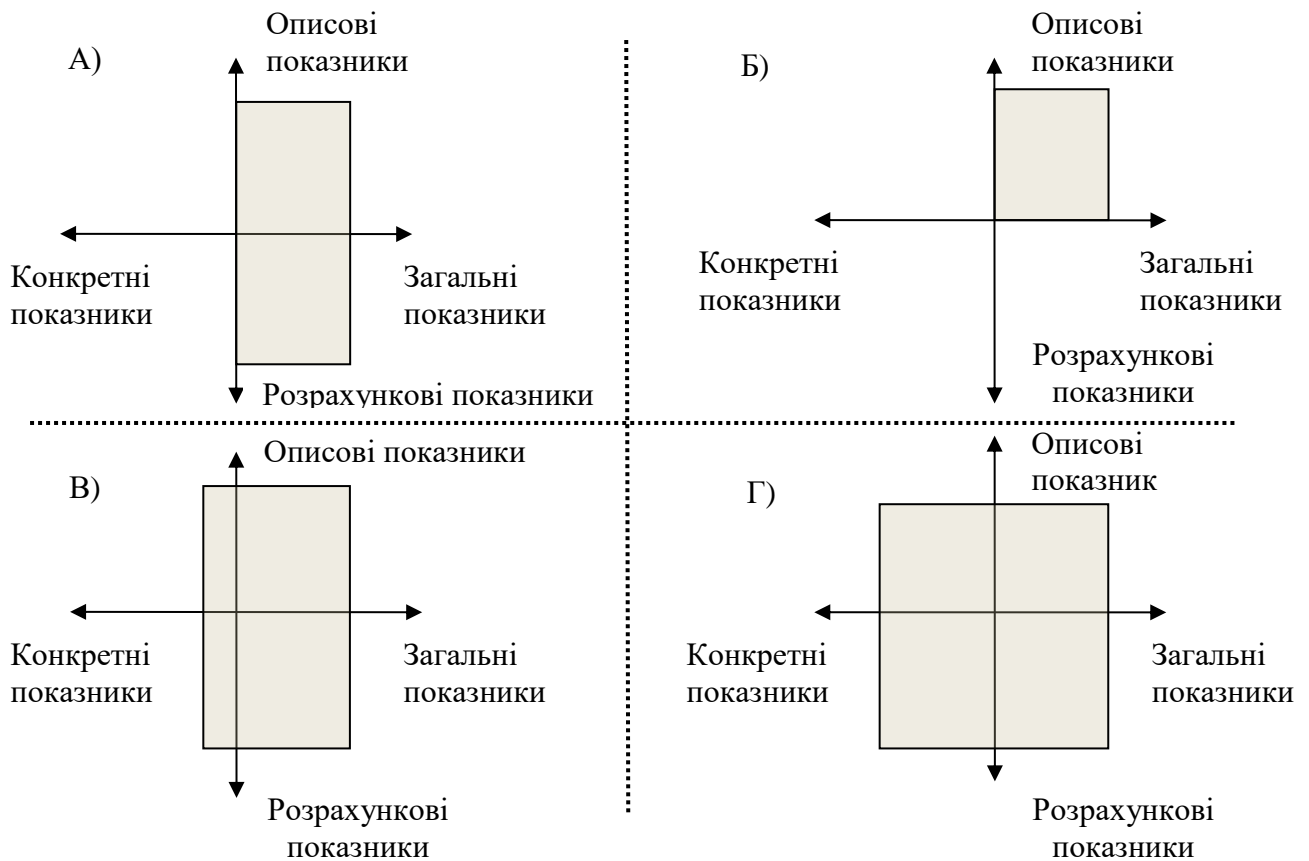 А)
Описові
показники
Конкретні
показники
Загальні
показники
Розрахункові показники
Б)
Описові
показники
Конкретні
показники
Загальні
показники
Розрахункові
показники
В)
Описові показники
Конкретні
показники
Загальні
показники
Розрахункові
показники
Г)
Описові
показник
Конкретні
показники
Загальні
показники
Розрахункові
показники